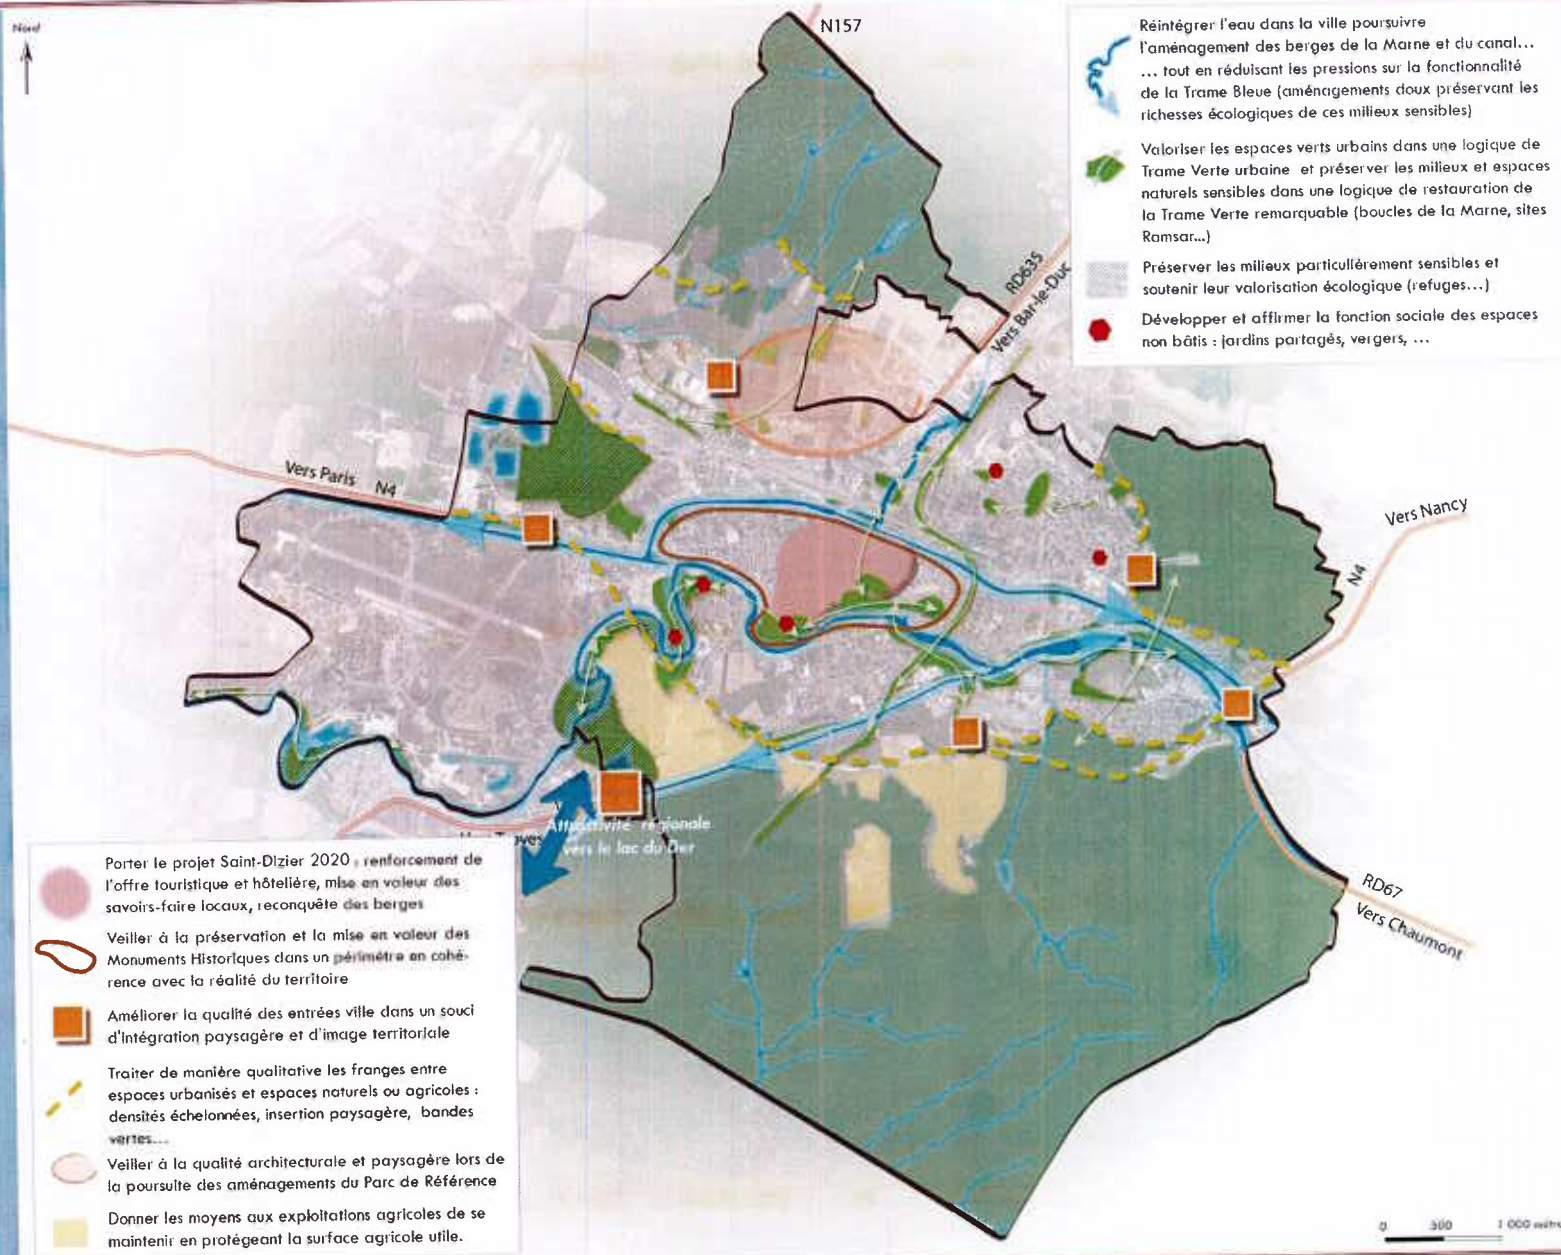 Nord
N157
Réintégrer l'eau dans la ville poursuivre
l'aménagement des berges de la Marne et du canal...
... tout en réduisant les pressions sur la fonctionnalité
de la Trame Bleue (aménagements doux préservant les
richesses écologiques de ces milieux sensibles)
Valoriser les espaces verts urbains dans une logique de
Trame Verte urbaine et préserver les milieux et espaces
naturels sensibles dans une logique de restauration de
la Trame Verte remarquable (boucles de la Marne, sites
Ramsar...)
Préserver les milieux particulièrement sensibles et
soutenir leur valorisation écologique (refuges...)
Développer et affirmer la fonction sociale des espaces
non bâtis : jardins partagés, vergers, ...
RD635
Vers Bar-le-Duc
Vers Paris N4
Vers Nancy
N4
Attractivité régionale
vers le lac du Der
RD67
Vers Chaumont
Porter le projet Saint-Dizier 2020 : renforcement de
l'offre touristique et hôtelière, mise en valeur des
savoirs-faire locaux, reconquête des berges
Veiller à la préservation et la mise en valeur des
Monuments Historiques dans un périmètre en cohé-
rence avec la réalité du territoire
Améliorer la qualité des entrées ville dans un souci
d'intégration paysagère et d'image territoriale
Traiter de manière qualitative les franges entre
espaces urbanisés et espaces naturels ou agricoles :
densités échelonnées, insertion paysagère, bandes
vertes...
Veiller à la qualité architecturale et paysagère lors de
la poursuite des aménagements du Parc de Référence
Donner les moyens aux exploitations agricoles de se
maintenir en protégeant la surface agricole utile.
0 500 1 000